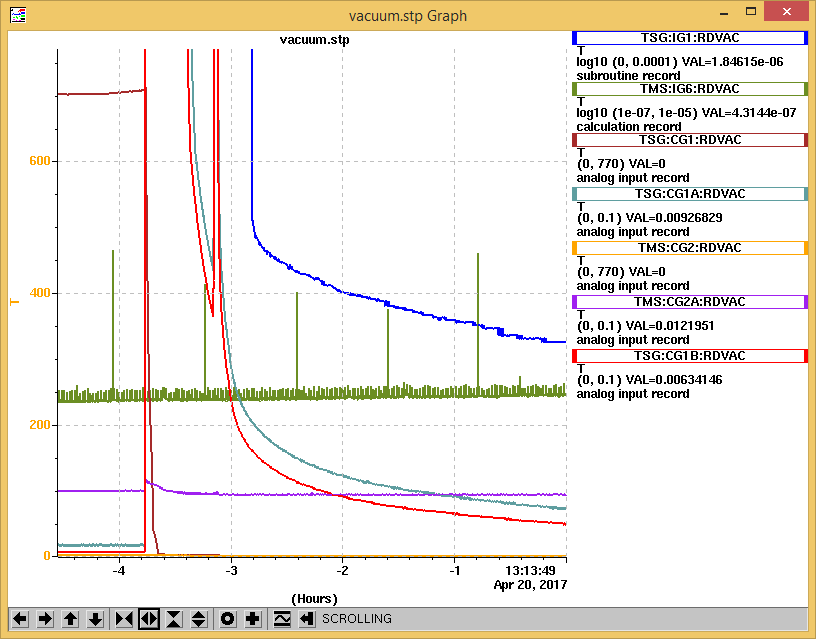 vacuum.stp Graph
vacuum.stp
600
400
200
0
T
-4
-3
-2
-1
13:13:49
Apr 20, 2017
(Hours)
TSG:IG1:RDVAC
T
log10 (0, 0.0001) VAL=1.84615e-06
subroutine record
TMS:IG6:RDVAC
T
log10 (1e-07, 1e-05) VAL=4.3144e-07
calculation record
TSG:CG1:RDVAC
T
(0, 770) VAL=0
analog input record
TSG:CG1A:RDVAC
T
(0, 0.1) VAL=0.00926829
analog input record
TMS:CG2:RDVAC
T
(0, 770) VAL=0
analog input record
TMS:CG2A:RDVAC
T
(0, 0.1) VAL=0.0121951
analog input record
TSG:CG1B:RDVAC
T
(0, 0.1) VAL=0.00634146
analog input record
SCROLLING